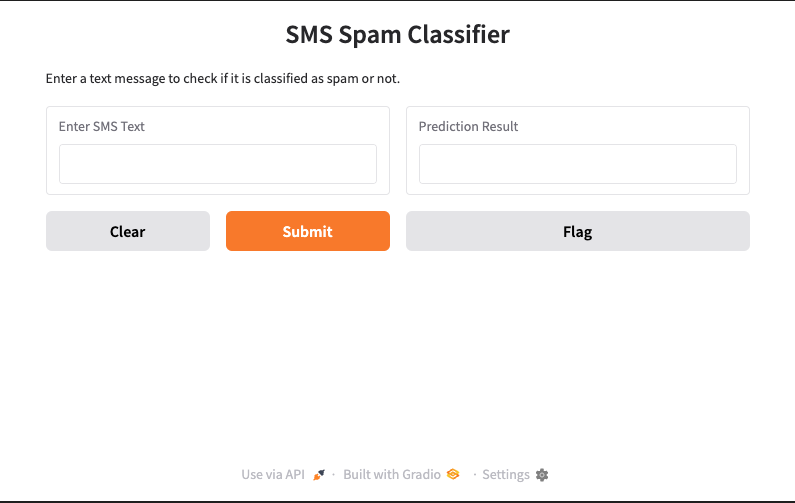 SMS Spam Classifier
Enter a text message to check if it is classified as spam or not.
Enter SMS Text
Prediction Result
Clear
Submit
Flag
Use via API · Built with Gradio · Settings